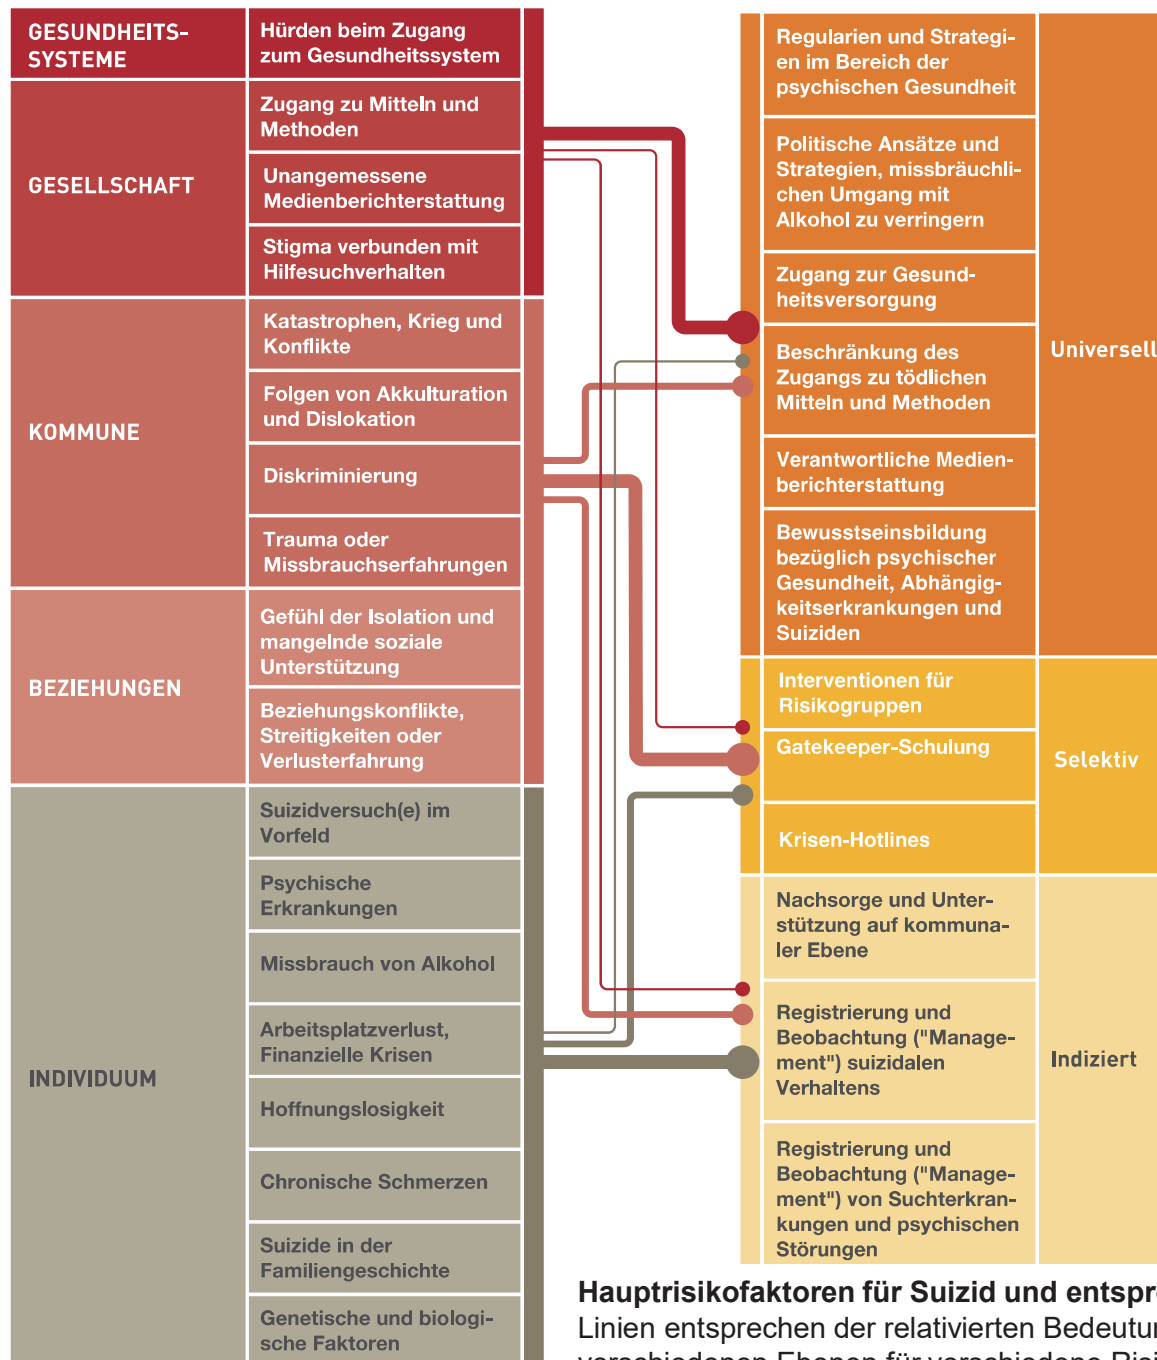 GESUNDHEITS-
SYSTEME
Hürden beim Zugang
zum Gesundheitssystem
GESELLSCHAFT
Zugang zu Mitteln und
Methoden
Unangemessene
Medienberichterstattung
Stigma verbunden mit
Hilfesuchverhalten
KOMMUNE
Katastrophen, Krieg und
Konflikte
Folgen von Akkulturation
und Dislokation
Diskriminierung
Trauma oder
Missbrauchserfahrungen
BEZIEHUNGEN
Gefühl der Isolation und
mangelnde soziale
Unterstützung
Beziehungskonflikte,
Streitigkeiten oder
Verlusterfahrung
INDIVIDUUM
Suizidversuch(e) im
Vorfeld
Psychische
Erkrankungen
Missbrauch von Alkohol
Arbeitsplatzverlust,
Finanzielle Krisen
Hoffnungslosigkeit
Chronische Schmerzen
Suizide in der
Familiengeschichte
Genetische und biologi-
sche Faktoren
Regularien und Strategi-
en im Bereich der
psychischen Gesundheit
Politische Ansätze und
Strategien, missbräuchli-
chen Umgang mit
Alkohol zu verringern
Zugang zur Gesund-
heitsversorgung
Beschränkung des
Zugangs zu tödlichen
Mitteln und Methoden
Verantwortliche Medien-
berichterstattung
Bewusstseinsbildung
bezüglich psychischer
Gesundheit, Abhängig-
keitserkrankungen und
Suiziden
Universell
Interventionen für
Risikogruppen
Gatekeeper-Schulung
Krisen-Hotlines
Selektiv
Nachsorge und Unter-
stützung auf kommuna-
ler Ebene
Registrierung und
Beobachtung ("Manage-
ment") suizidalen
Verhaltens
Registrierung und
Beobachtung ("Manage-
ment") von Suchterkran-
kungen und psychischen
Störungen
Indiziert
Hauptrisikofaktoren für Suizid und
Linien entsprechen der relativierten